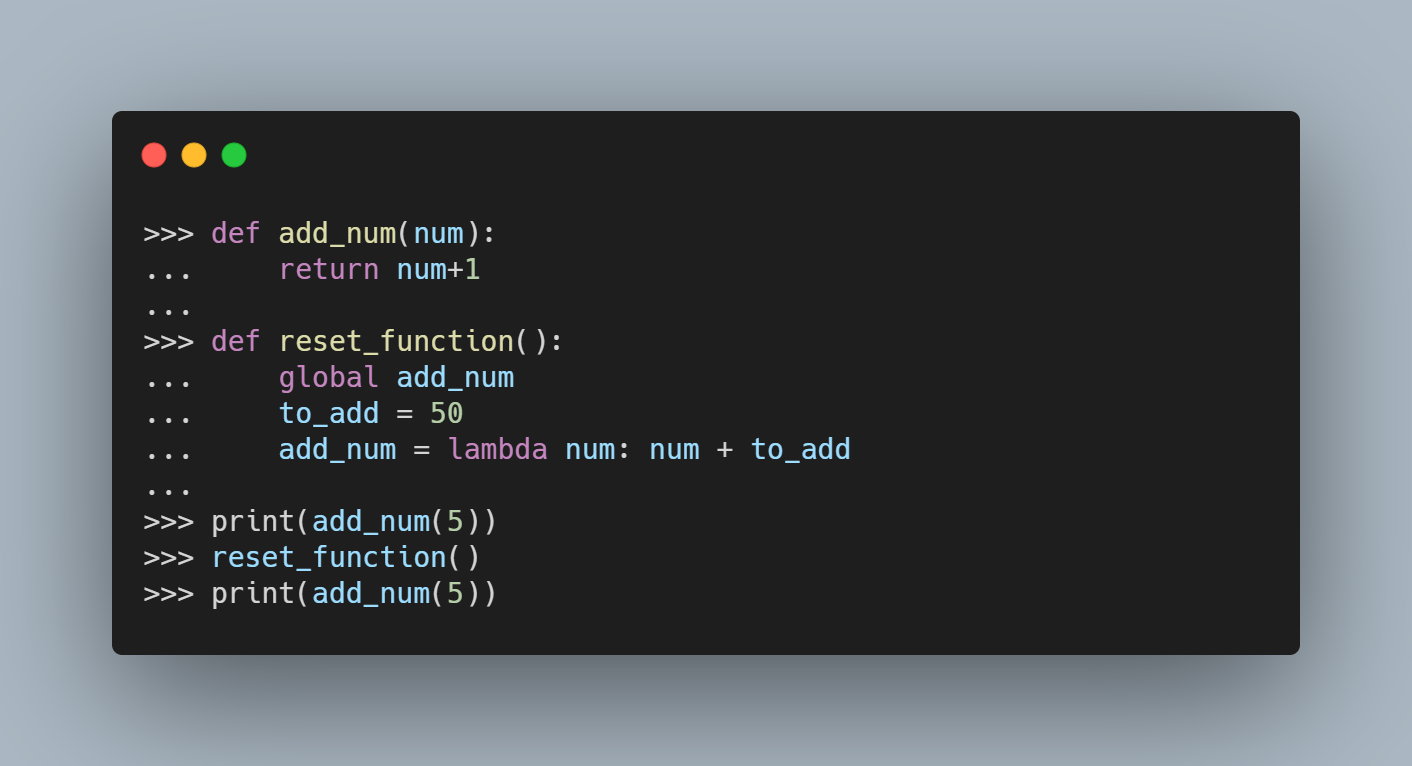 >>> def add_num(num):
...     return num+1
...
>>> def reset_function():
...     global add_num
...     to_add = 50
...     add_num = lambda num: num + to_add
...
>>> print(add_num(5))
>>> reset_function()
>>> print(add_num(5))